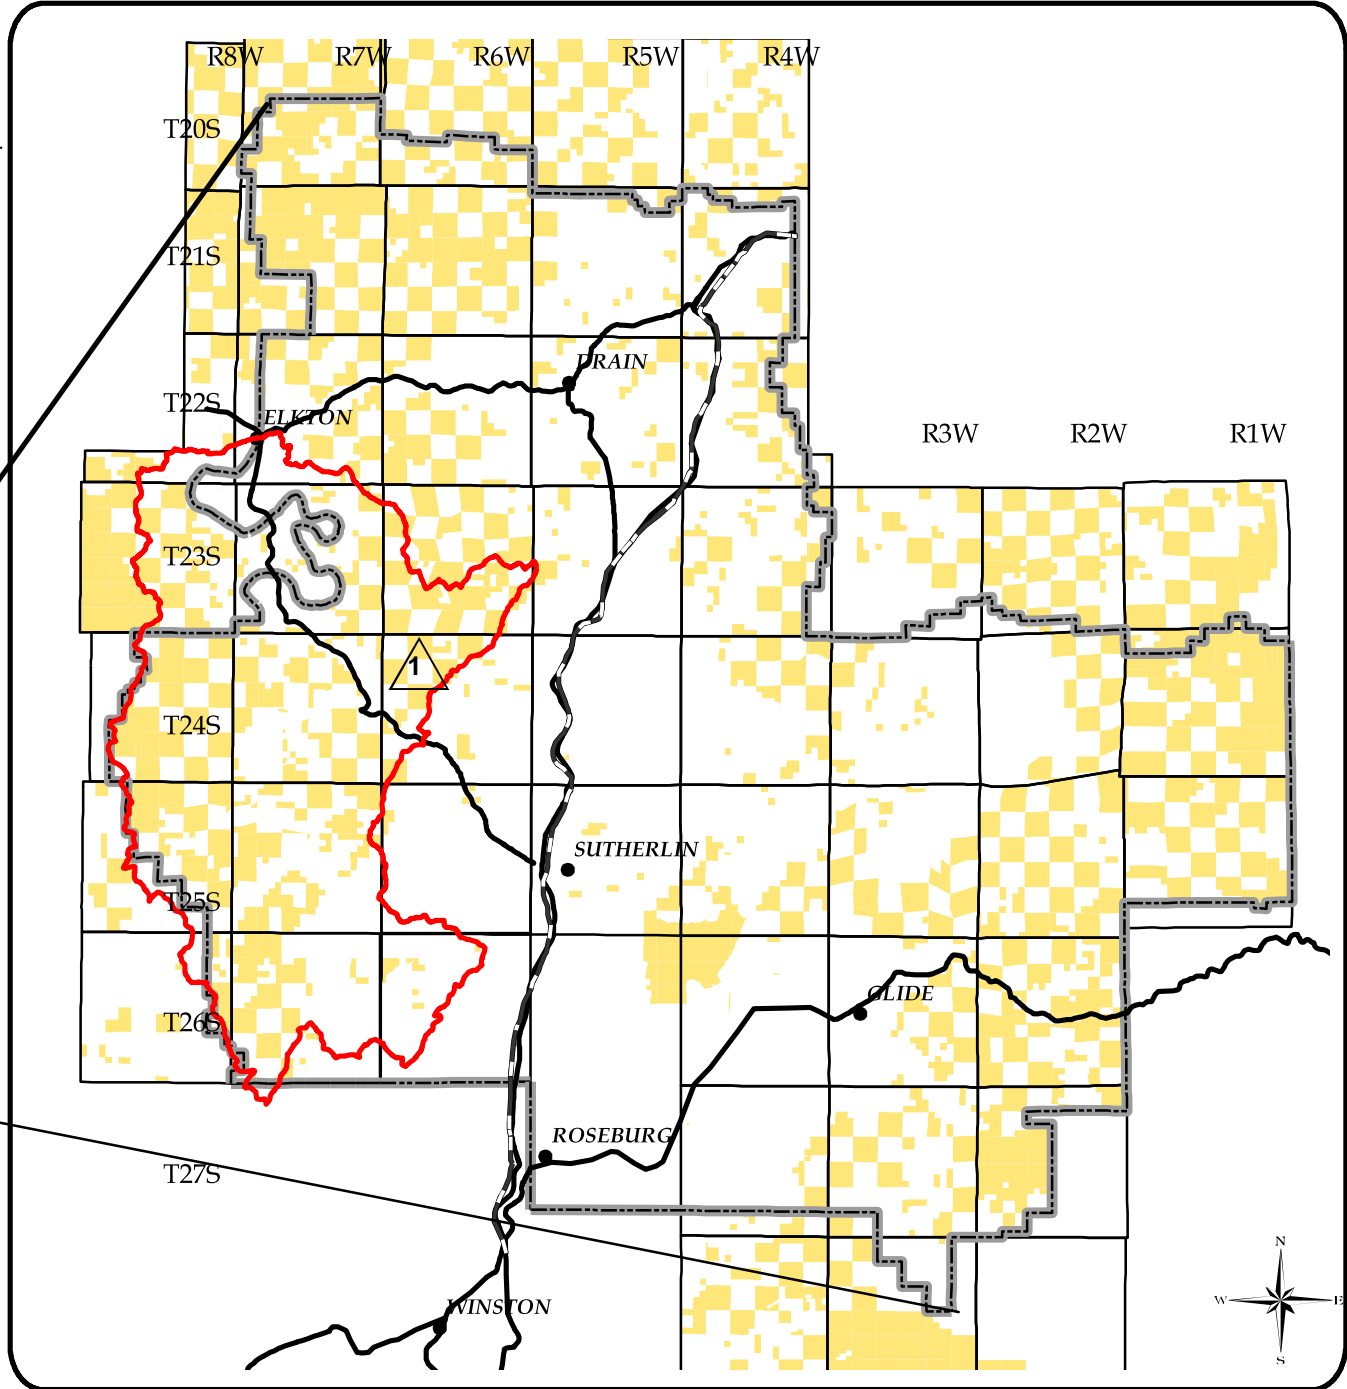 R8W R7W R6W R5W R4W
T20S
T21S
DRAIN
T22S
ELKTON
R3W R2W R1W
T23S
1
T24S
SUTHERLIN
T25S
GLIDE
T26S
ROSEBURG
T27S
N
W E
S
WINSTON